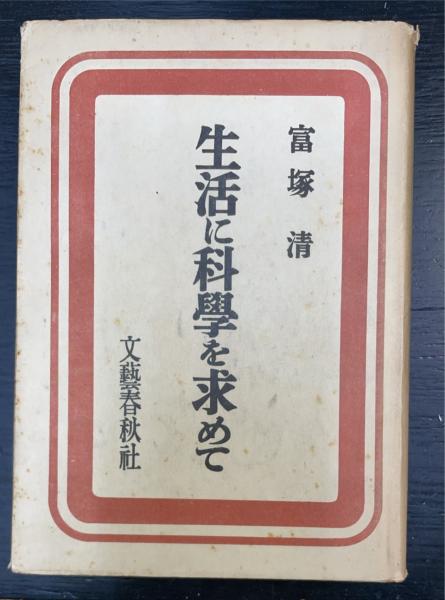 富塚清
生活に科學を求めて
文藝春秋社